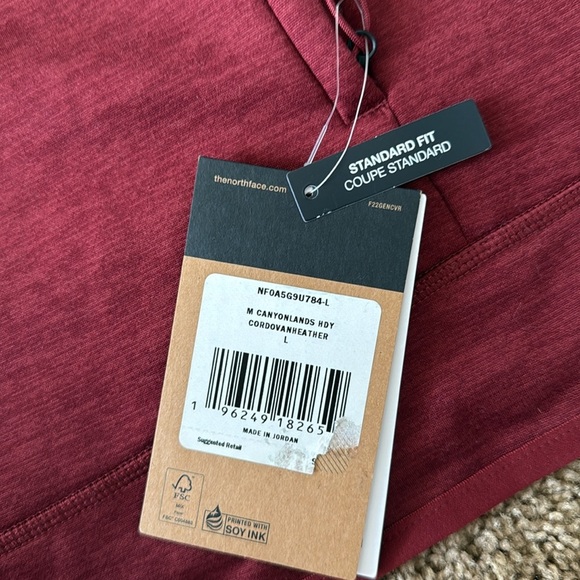 STANDARD FIT
COUPE STANDARD
thenorthface.com
F22GENCVR
NF0A5G9U784-L
M CANYONLANDS HDY
CORDOVANHEATHER
L
1 96249 18265
MADE IN JORDAN
Suggested Retail
FSC
MIX
Paper
PRINTED WITH
SOY INK